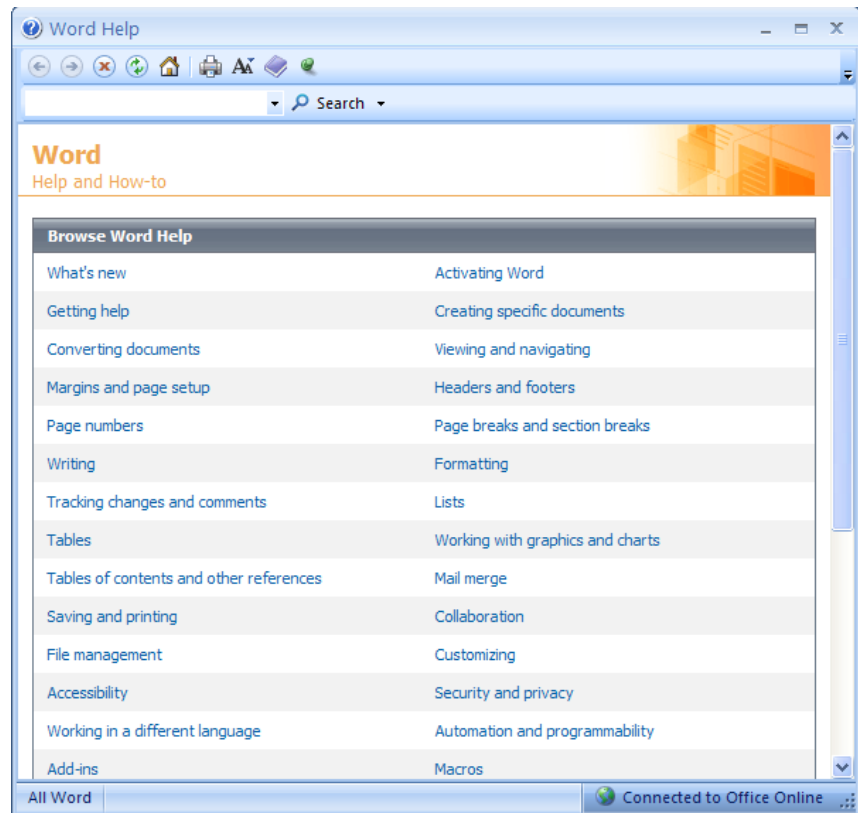 Word Help
Search
Word
Help and How-to
Browse Word Help
What's new Activating Word
Getting help Creating specific documents
Converting documents Viewing and navigating
Margins and page setup Headers and footers
Page numbers Page breaks and section breaks
Writing Formatting
Tracking changes and comments Lists
Tables Working with graphics and charts
Tables of contents and other references Mail merge
Saving and printing Collaboration
File management Customizing
Accessibility Security and privacy
Working in a different language Automation and programmability
Add-ins Macros
All Word Connected to Office Online